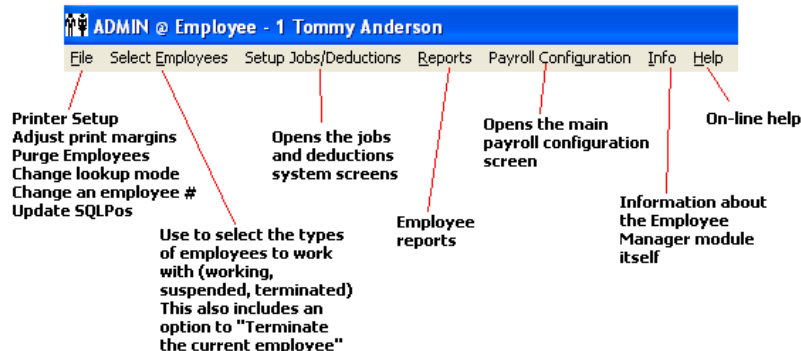 ADMIN @ Employee - 1 Tommy Anderson
File Select Employees Setup Jobs/Deductions Reports Payroll Configuration Info Help
Printer Setup
Adjust print margins
Purge Employees
Change lookup mode
Change an employee #
Update SQLPos
Use to select the types
of employees to work
with (working,
suspended, terminated)
This also includes an
option to "Terminate
the current employee"
Opens the jobs
and deductions
system screens
Employee
reports
Opens the main
payroll configuration
screen
Information about
the Employee
Manager module
itself
On-line help